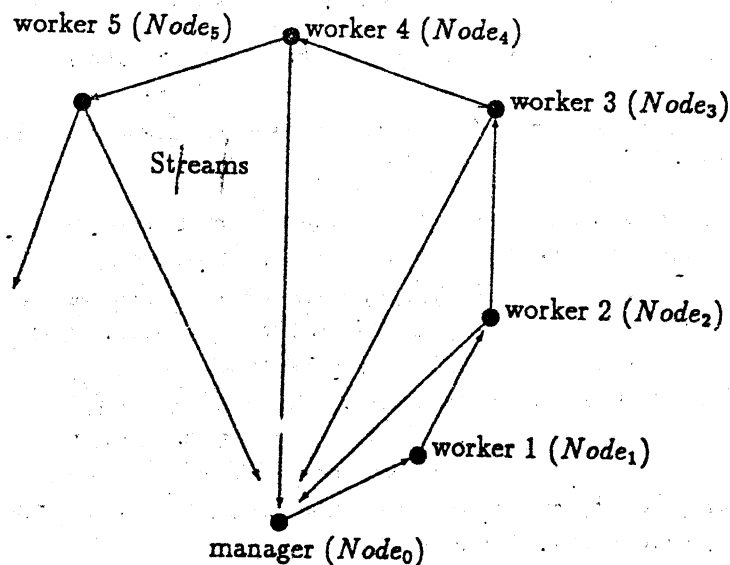 worker 5 (Node₅)
worker 4 (Node₄)
worker 3 (Node₃)
Streams
worker 2 (Node₂)
worker 1 (Node₁)
manager (Node₀)